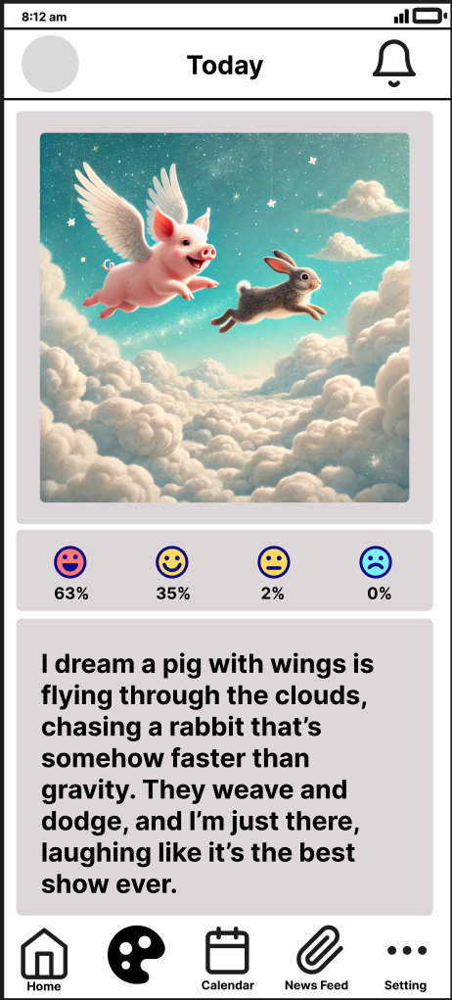 8:12 am
Today
63% 35% 2% 0%
I dream a pig with wings is
flying through the clouds,
chasing a rabbit that’s
somehow faster than
gravity. They weave and
dodge, and I’m just there,
laughing like it’s the best
show ever.
Home Calendar News Feed Setting